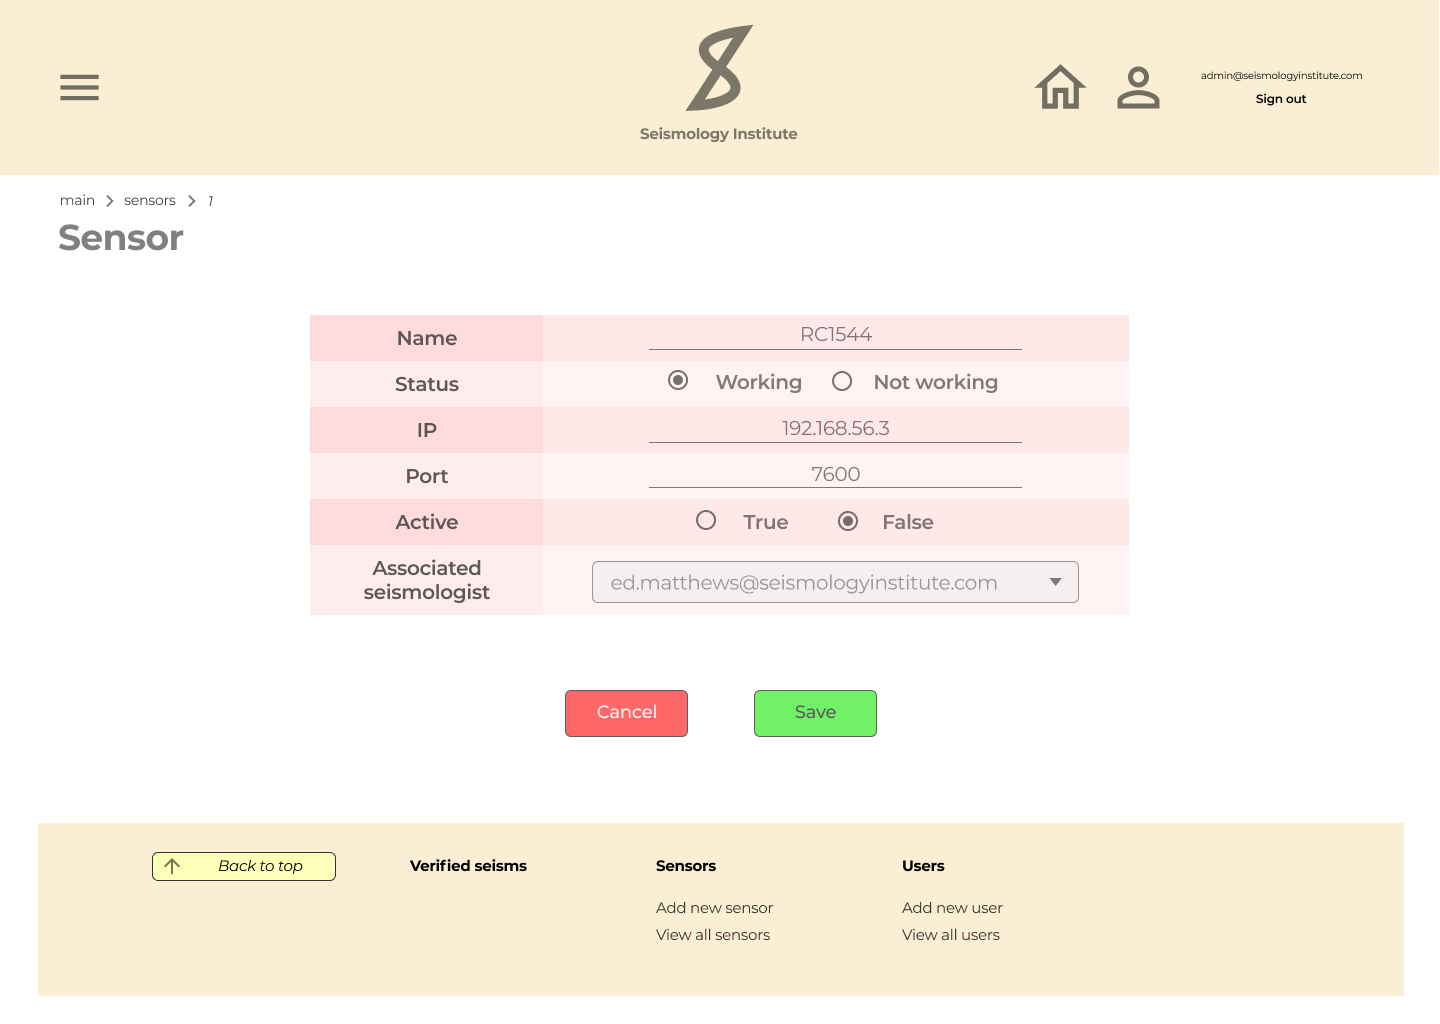 Seismology Institute
admin@seismologyinstitute.com
Sign out
main > sensors > 1
Sensor
Name RC1544
Status Working Not working
IP 192.168.56.3
Port 7600
Active True False
Associated
seismologist ed.matthews@seismologyinstitute.com
Cancel Save
Back to top Verified seisms Sensors Users
Add new sensor Add new user
View all sensors View all users